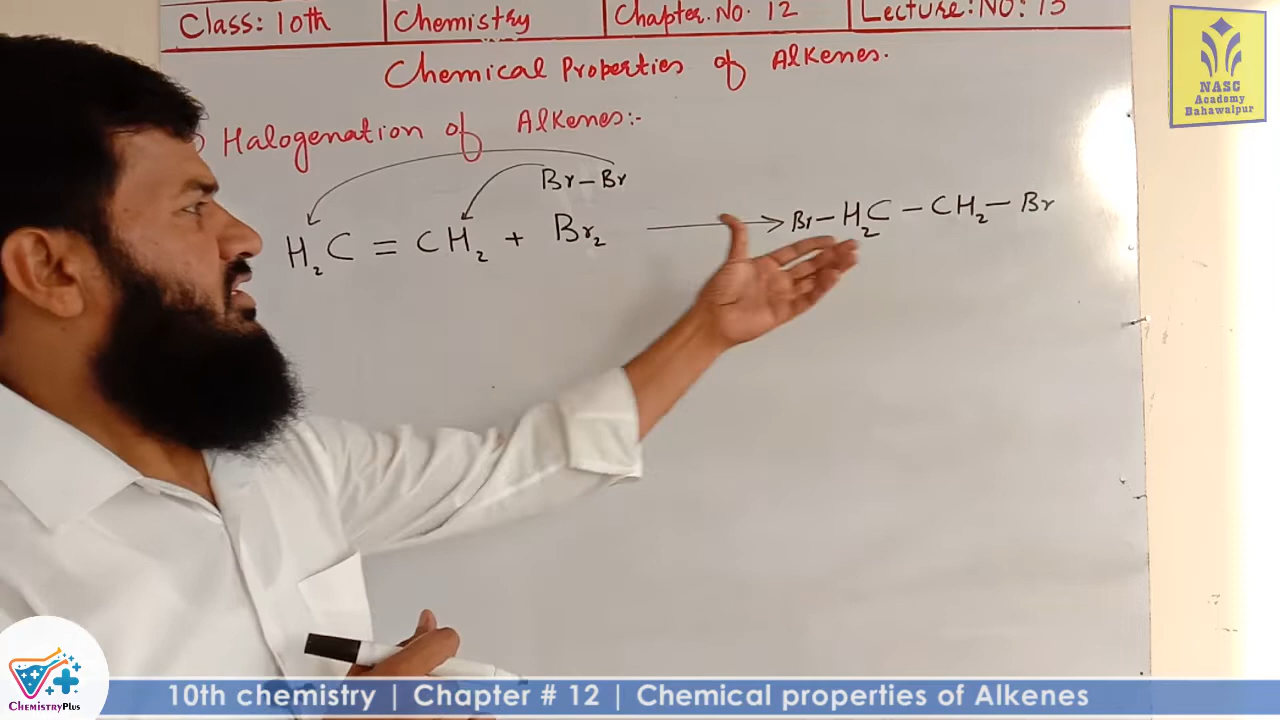 Class: 10th Chemistry Chapter.No. 12 Lecture: No: 13
Chemical Properties of Alkenes.
Halogenation of Alkenes:-
Br-Br
H₂C = CH₂ + Br₂ → Br-H₂C-CH₂-Br
NASC
Academy
Bahawalpur
ChemistryPlus
10th chemistry | Chapter # 12 | Chemical properties of Alkenes